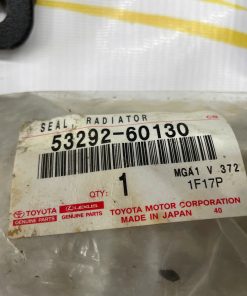 SEAL, RADIATOR
53292-60130
QTY: 1 MGA1 V 372
1F17P
TOYOTA LEXUS TOYOTA MOTOR CORPORATION
GENUINE PARTS GENUINE PARTS MADE IN JAPAN 40